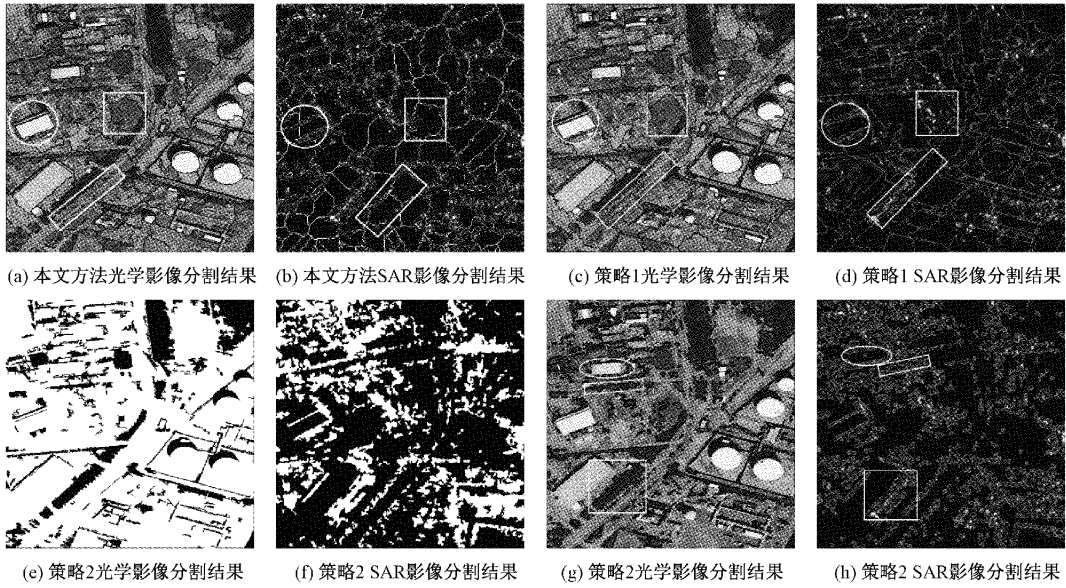 (a) 本文方法光学影像分割结果
(b) 本文方法SAR影像分割结果
(c) 策略1光学影像分割结果
(d) 策略1 SAR影像分割结果
(e) 策略2光学影像分割结果
(f) 策略2 SAR影像分割结果
(g) 策略2光学影像分割结果
(h) 策略2 SAR影像分割结果